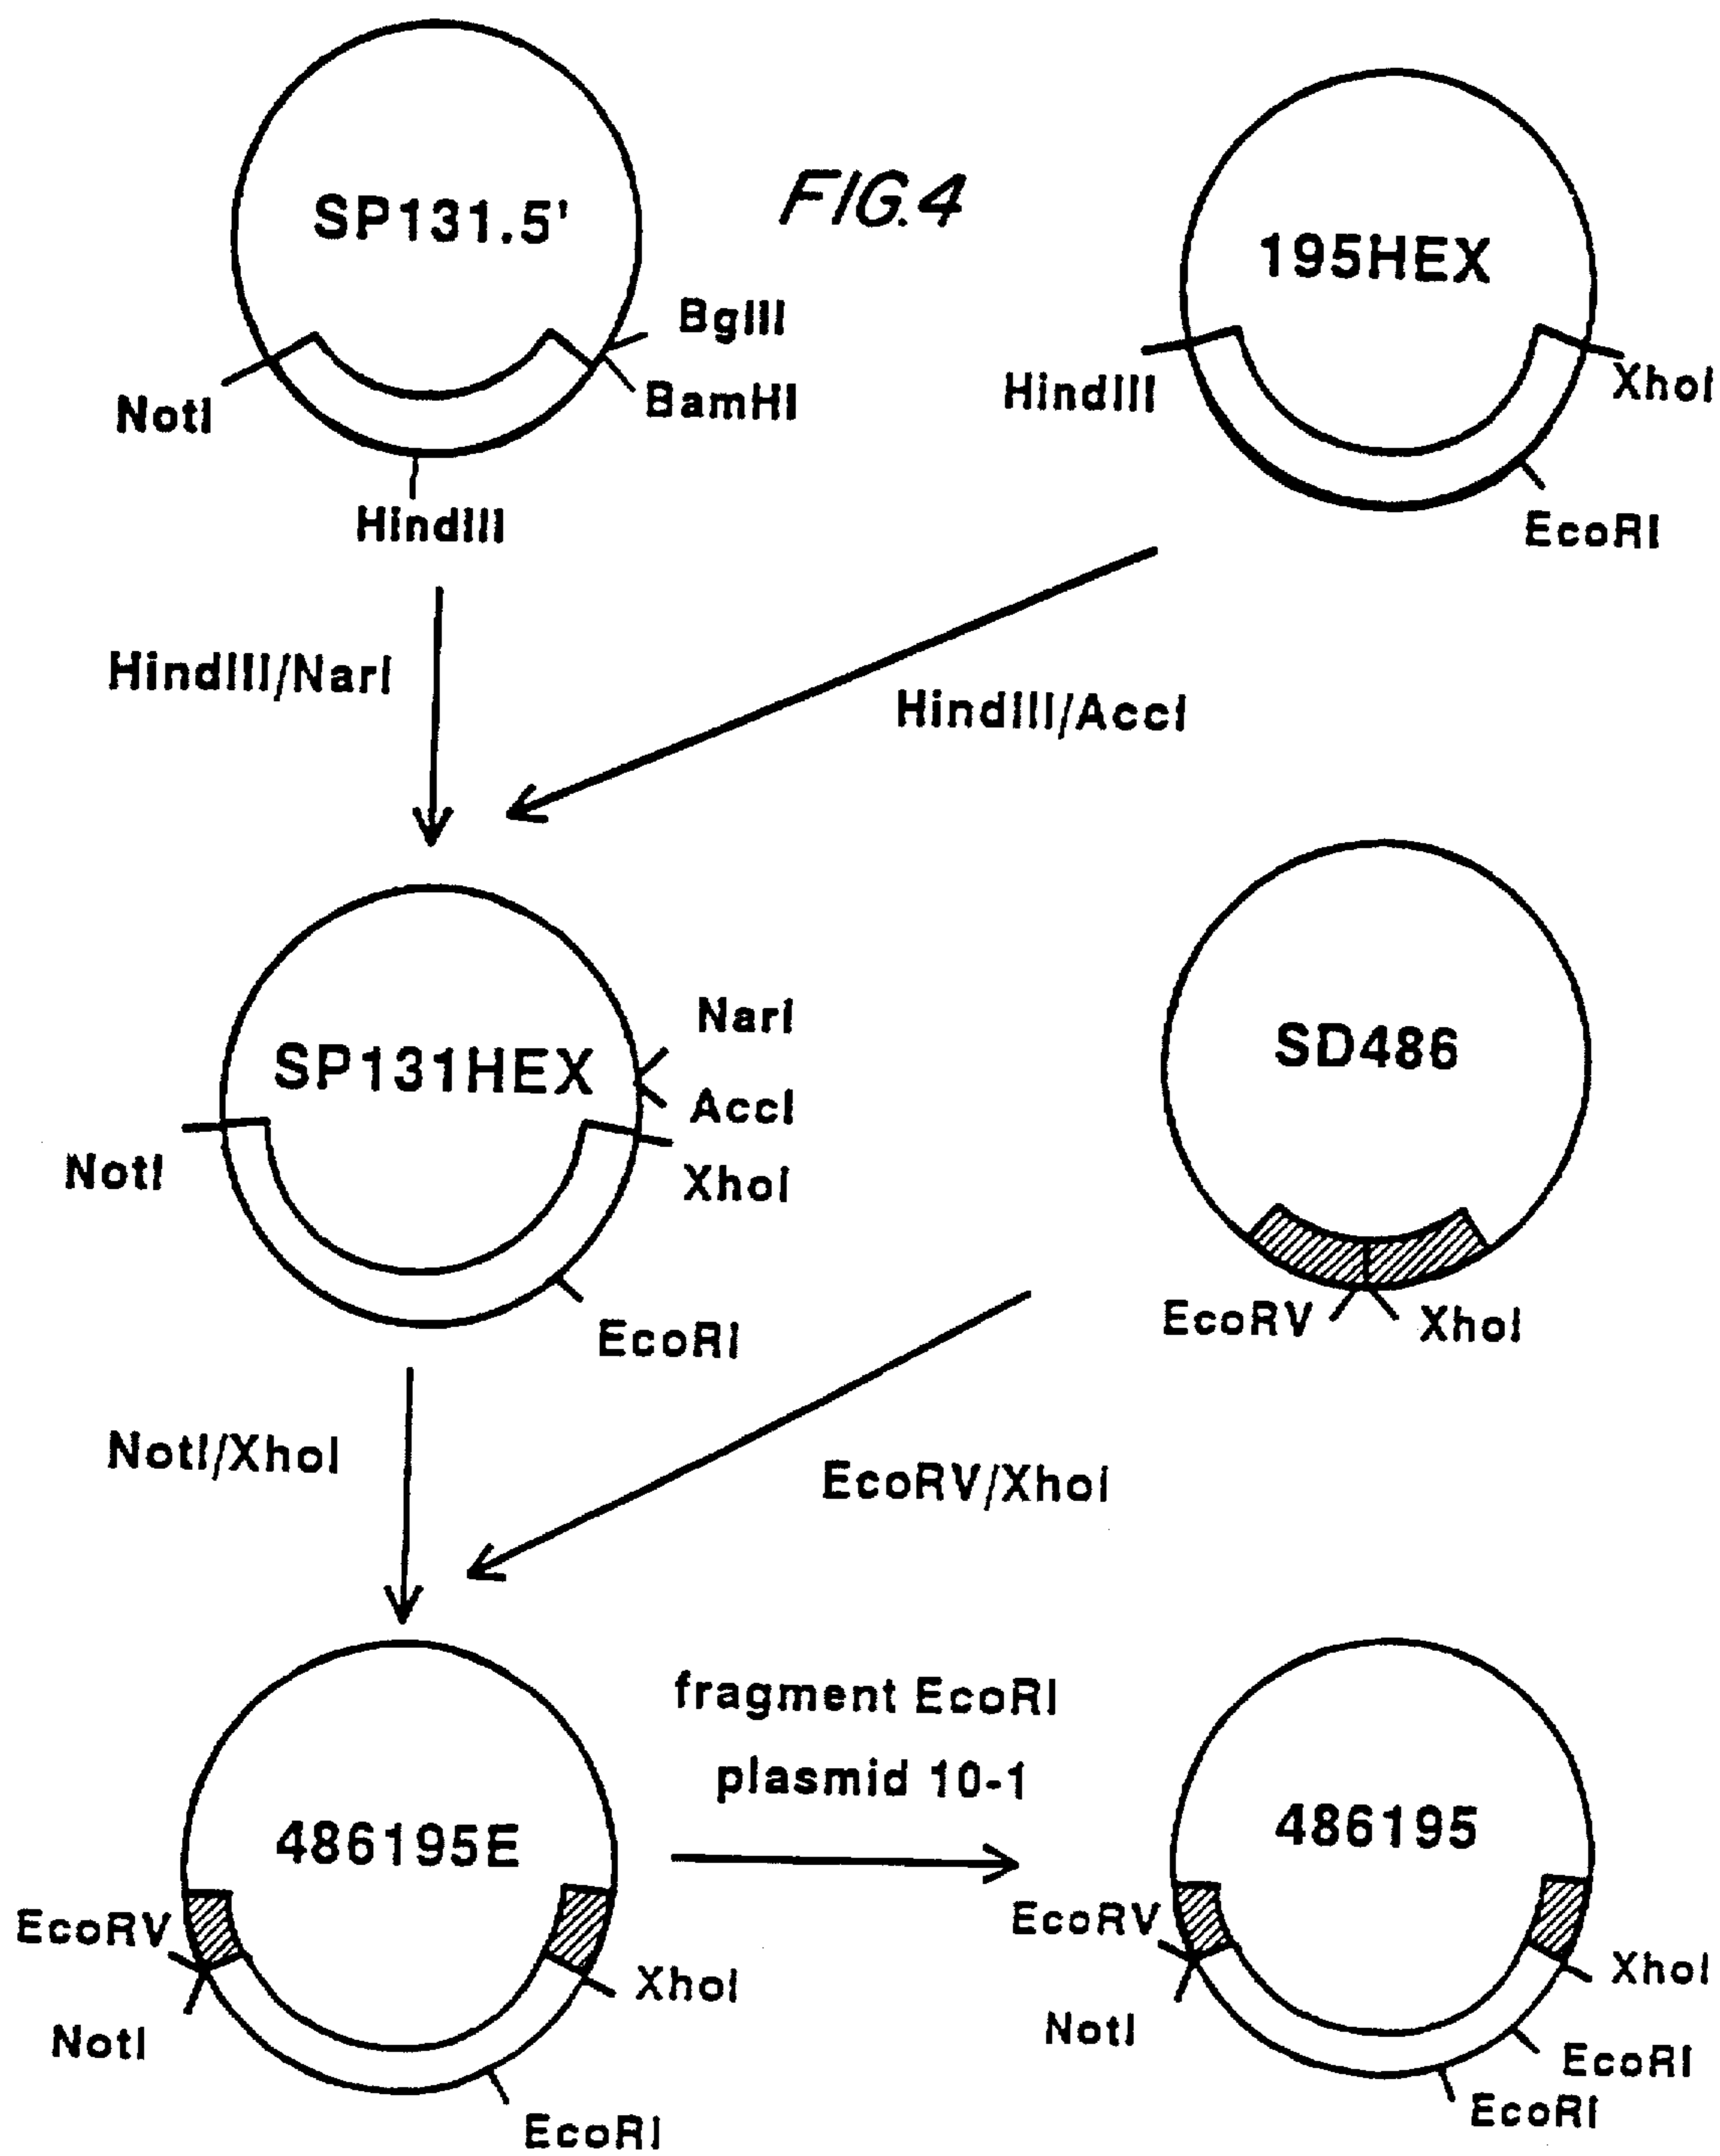 FIG.4
SP131.5'
195HEX
BglII
BamHI
NotI
HindIII
HindIII
XhoI
EcoRI
HindIII/NarI
HindIII/AccI
SP131HEX
NarI
AccI
NotI
XhoI
EcoRI
SD486
EcoRV
XhoI
NotI/XhoI
EcoRV/XhoI
486195E
EcoRV
NotI
XhoI
EcoRI
fragment EcoRI
plasmid 10-1
486195
EcoRV
NotI
XhoI
EcoRI
EcoRI